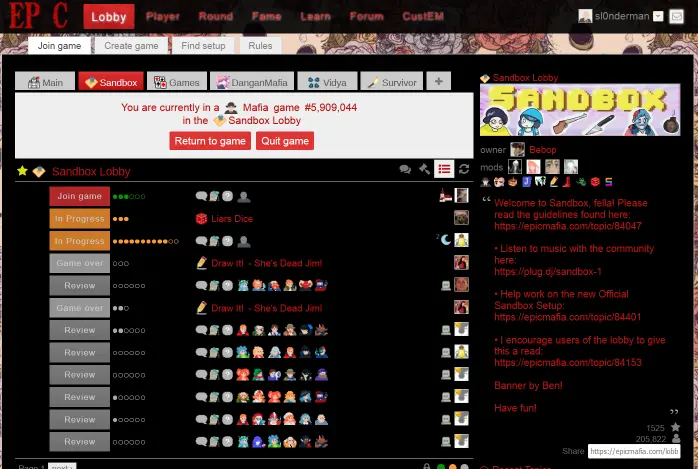 EP C
Lobby Player Round Fame Learn Forum CustEM
sl0nderman
Join game Create game Find setup Rules
Main Sandbox Games DanganMafia Vidya Survivor +
You are currently in a Mafia game #5,909,044
in the Sandbox Lobby
Return to game Quit game
Sandbox Lobby
Join game
In Progress Liars Dice
In Progress
Game over Draw It! - She's Dead Jim!
Review
Game over Draw It! - She's Dead Jim!
Review
Review
Review
Review
Review
Review
Page 1 next
Sandbox Lobby
SANDBOX
owner Bebop
mods
Welcome to Sandbox, fella! Please
read the guidelines found here:
https://epicmafia.com/topic/84047
• Listen to music with the community
here:
https://plug.dj/sandbox-1
• Help work on the new Official
Sandbox Setup:
https://epicmafia.com/topic/84401
• I encourage users of the lobby to give
this a read:
https://epicmafia.com/topic/84153
Banner by Ben!
Have fun!
1525
205,822
Share https://epicmafia.com/lobb
Recent Topics